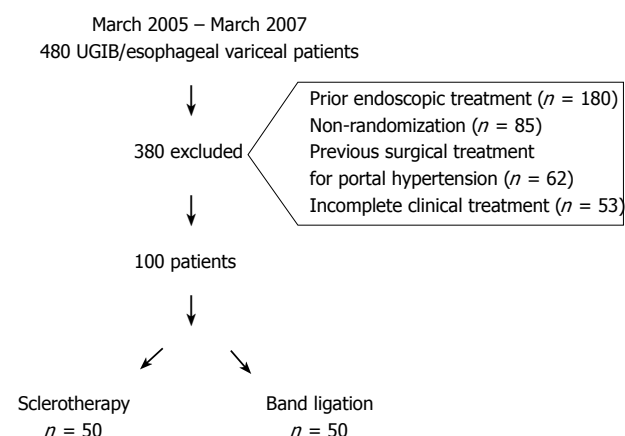 March 2005 – March 2007
480 UGIB/esophageal variceal patients
380 excluded
Prior endoscopic treatment (n = 180)
Non-randomization (n = 85)
Previous surgical treatment
for portal hypertension (n = 62)
Incomplete clinical treatment (n = 53)
100 patients
Sclerotherapy
n = 50
Band ligation
n = 50